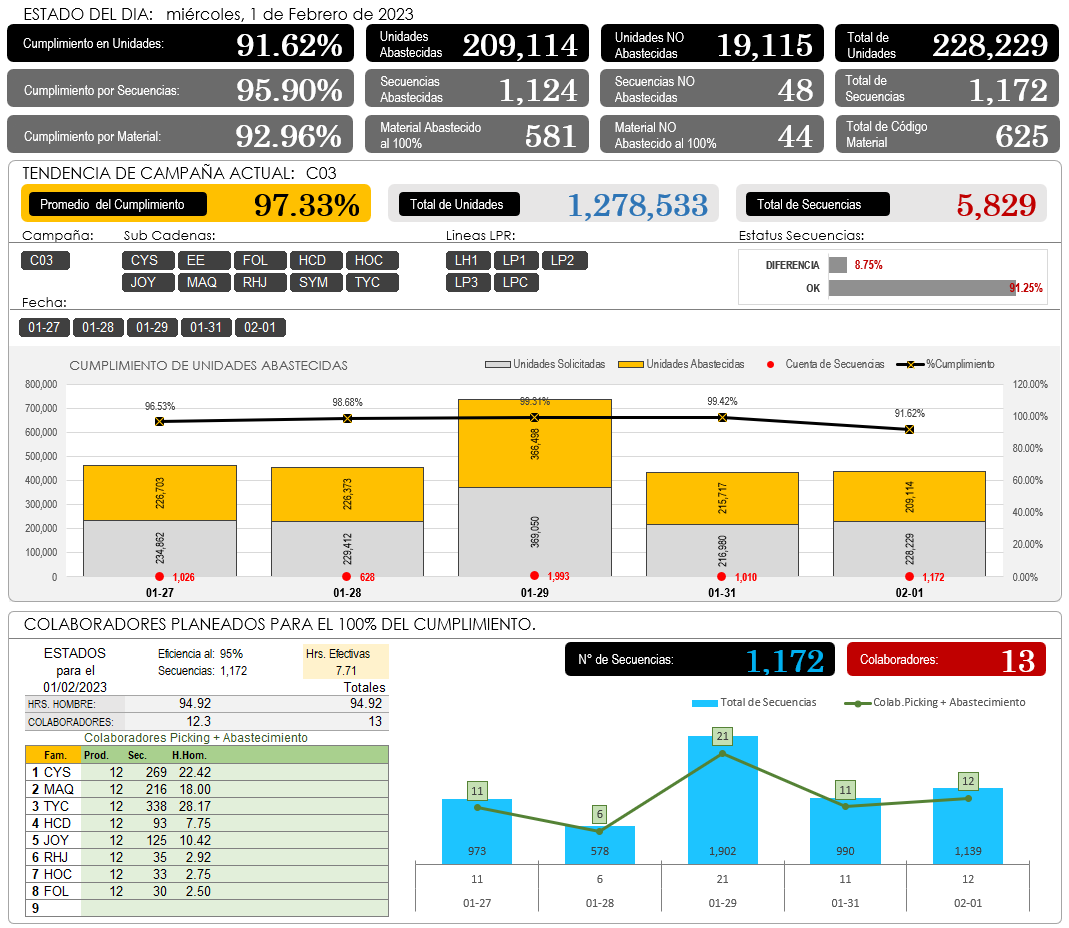 ESTADO DEL DIA: miércoles, 1 de Febrero de 2023
Cumplimiento en Unidades: 91.62%
Unidades Abastecidas 209,114
Unidades NO Abastecidas 19,115
Total de Unidades 228,229
Cumplimiento por Secuencias: 95.90%
Secuencias Abastecidas 1,124
Secuencias NO Abastecidas 48
Total de Secuencias 1,172
Cumplimiento por Material: 92.96%
Material Abastecido al 100% 581
Material NO Abastecido al 100% 44
Total de Código Material 625
TENDENCIA DE CAMPAÑA ACTUAL: C03
Promedio del Cumplimiento 97.33%
Total de Unidades 1,278,533
Total de Secuencias 5,829
Campaña:
C03
Sub Cadenas:
CYS EE FOL HCD HOC
JOY MAQ RHJ SYM TYC
Lineas LPR:
LH1 LP1 LP2
LP3 LPC
Estatus Secuencias:
DIFERENCIA 8.75%
OK 91.25%
Fecha:
01-27 01-28 01-29 01-31 02-01
CUMPLIMIENTO DE UNIDADES ABASTECIDAS
Unidades Solicitadas Unidades Abastecidas Cuenta de Secuencias %Cumplimiento
800,000 120.00%
700,000 100.00%
600,000 80.00%
500,000
400,000 60.00%
300,000 40.00%
200,000
100,000 20.00%
0 0.00%
96.53% 98.68% 99.31% 99.42% 91.62%
226,703 226,373 366,498 215,717 209,114
234,862 229,412 369,050 216,980 228,229
1,026 628 1,993 1,010 1,172
01-27 01-28 01-29 01-31 02-01
COLABORADORES PLANEADOS PARA EL 100% DEL CUMPLIMIENTO.
ESTADOS para el 01/02/2023
Eficiencia al: 95%
Secuencias: 1,172
Hrs. Efectivas
7.71
Totales
HRS. HOMBRE: 94.92 94.92
COLABORADORES: 12.3 13
Colaboradores Picking + Abastecimiento
Fam. Prod. Sec. H.Hom.
1 CYS 12 269 22.42
2 MAQ 12 216 18.00
3 TYC 12 338 28.17
4 HCD 12 93 7.75
5 JOY 12 125 10.42
6 RHJ 12 35 2.92
7 HOC 12 33 2.75
8 FOL 12 30 2.50
9
N° de Secuencias: 1,172
Colaboradores: 13
Total de Secuencias Colab.Picking + Abastecimiento
11 6 21 11 12
973 578 1,902 990 1,139
11 6 21 11 12
01-27 01-28 01-29 01-31 02-01